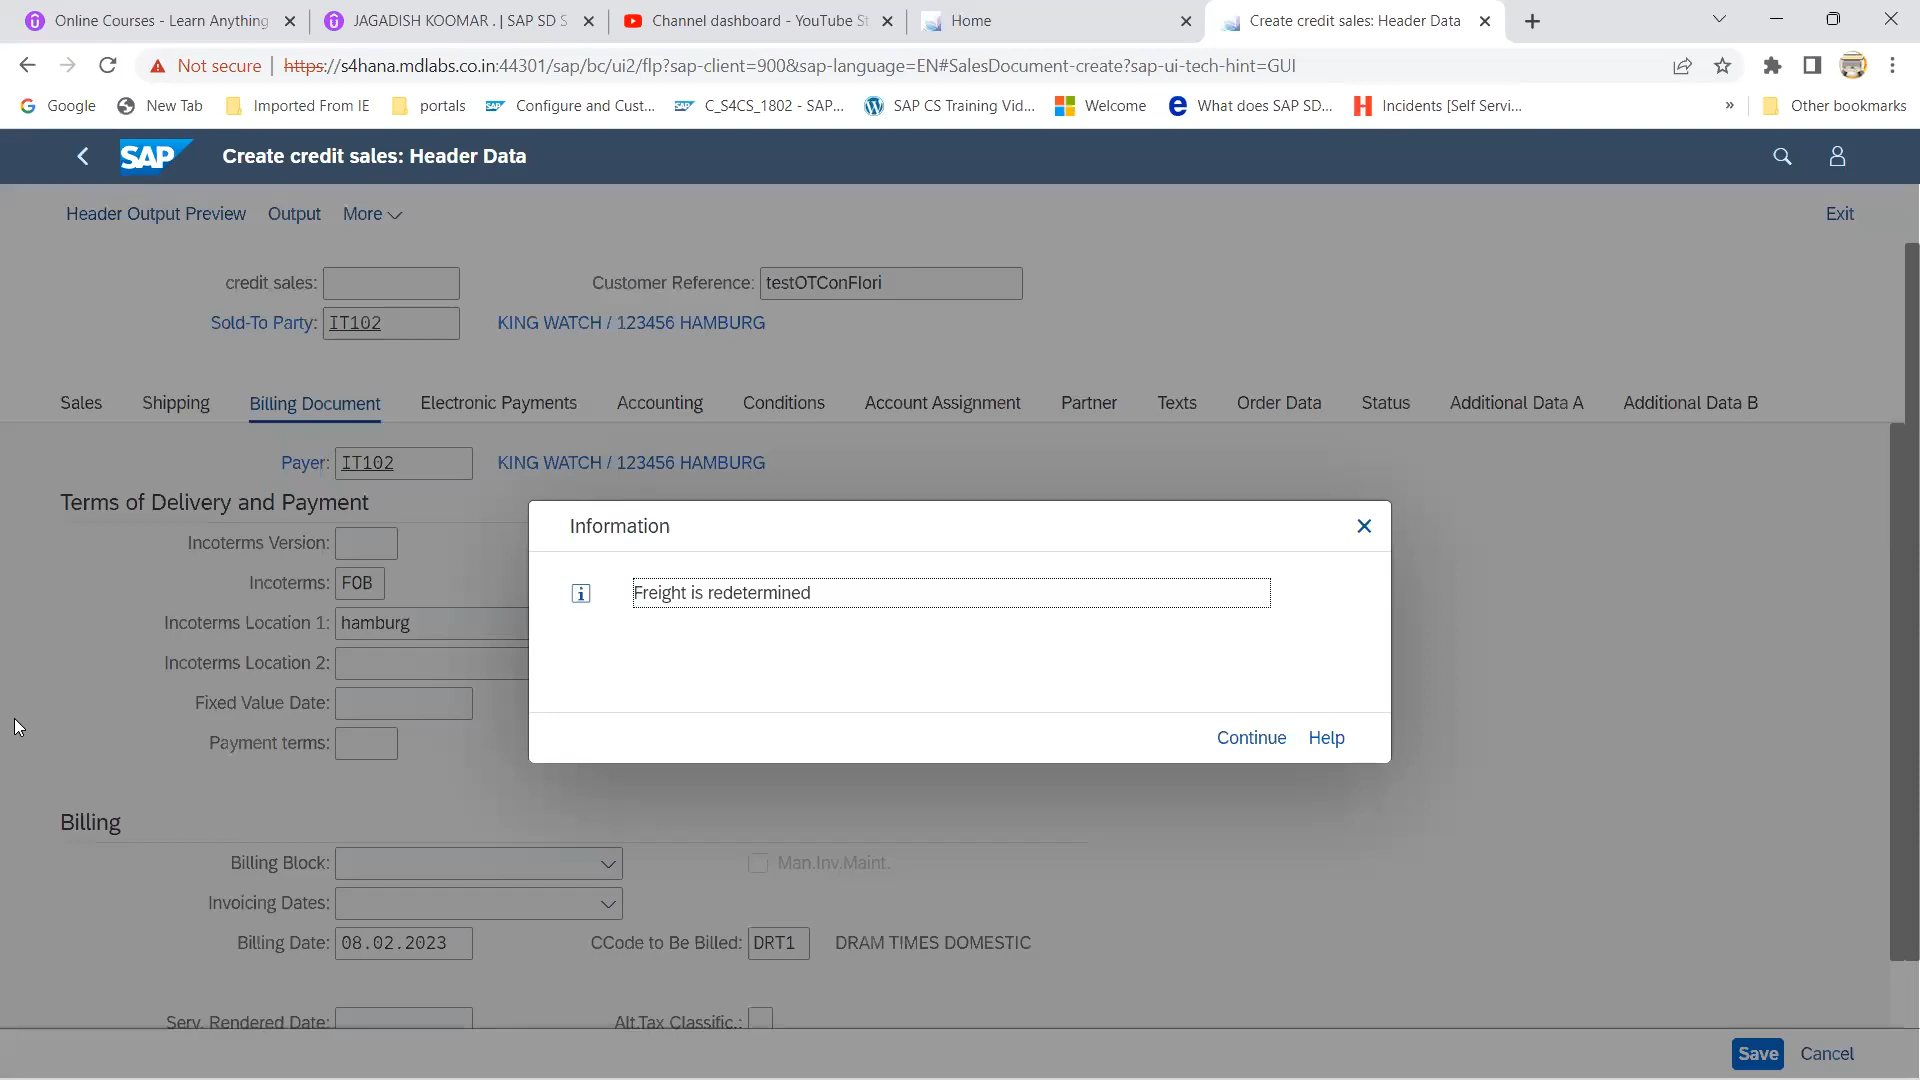 Online Courses - Learn Anything
JAGADISH KOOMAR . | SAP SD S
Channel dashboard - YouTube St
Home
Create credit sales: Header Data
Not secure
https://s4hana.mdlabs.co.in:44301/sap/bc/ui2/flp?sap-client=900&sap-language=EN#SalesDocument-create?sap-ui-tech-hint=GUI
Google
New Tab
Imported From IE
portals
Configure and Cust...
C_S4CS_1802 - SAP...
SAP CS Training Vid...
Welcome
What does SAP SD...
Incidents [Self Servi...
»
Other bookmarks
SAP
Create credit sales: Header Data
Header Output Preview
Output
More
Exit
credit sales:
Customer Reference: testOTConFIori
Sold-To Party: IT102
KING WATCH / 123456 HAMBURG
Sales
Shipping
Billing Document
Electronic Payments
Accounting
Conditions
Account Assignment
Partner
Texts
Order Data
Status
Additional Data A
Additional Data B
Payer: IT102
KING WATCH / 123456 HAMBURG
Terms of Delivery and Payment
Incoterms Version:
Incoterms: FOB
Incoterms Location 1: hamburg
Incoterms Location 2:
Fixed Value Date:
Payment terms:
Information
Freight is redetermined
Continue
Help
Billing
Billing Block:
Man.Inv.Maint.
Invoicing Dates:
Billing Date: 08.02.2023
CCode to Be Billed: DRT1
DRAM TIMES DOMESTIC
Serv. Rendered Date:
Alt.Tax Classific.:
Save
Cancel